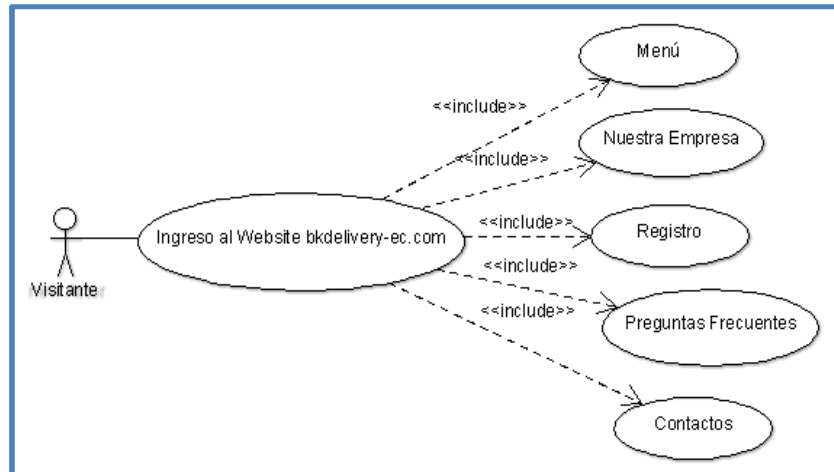 Menú
<<include>>
Nuestra Empresa
<<include>>
Ingreso al Website bkdelivery-ec.com
<<include>>
Registro
<<include>>
Visitante
<<include>>
Preguntas Frecuentes
Contactos